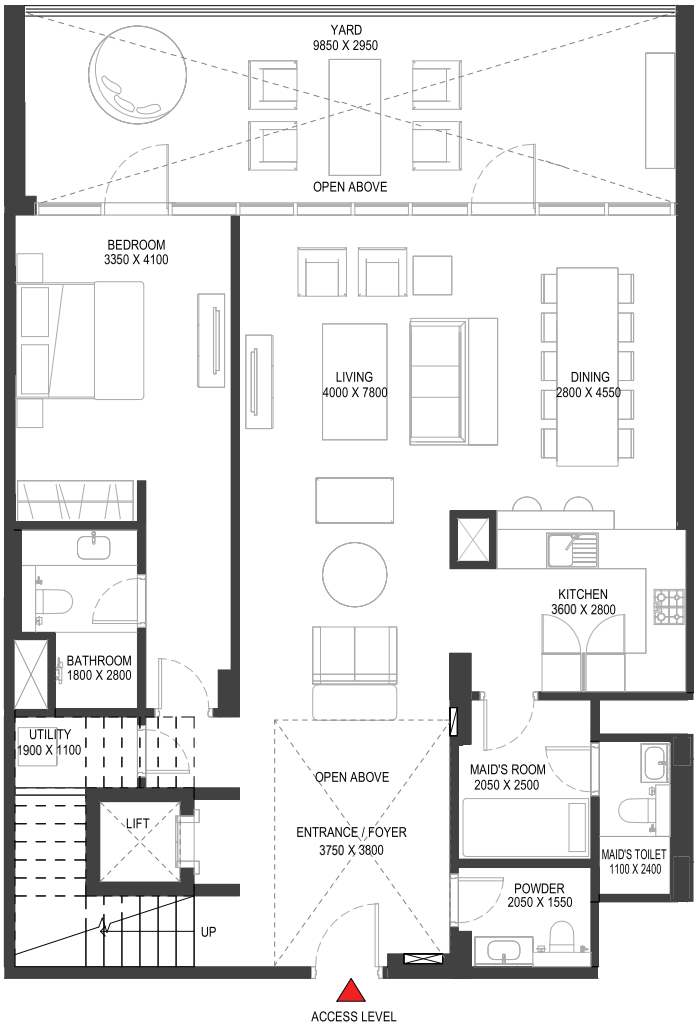 YARD
9850 X 2950
OPEN ABOVE
BEDROOM
3350 X 4100
LIVING
4000 X 7800
DINING
2800 X 4550
KITCHEN
3600 X 2800
BATHROOM
1800 X 2800
UTILITY
1900 X 1100
OPEN ABOVE
MAID'S ROOM
2050 X 2500
LIFT
ENTRANCE / FOYER
3750 X 3800
MAID'S TOILET
1100 X 2400
POWDER
2050 X 1550
UP
ACCESS LEVEL